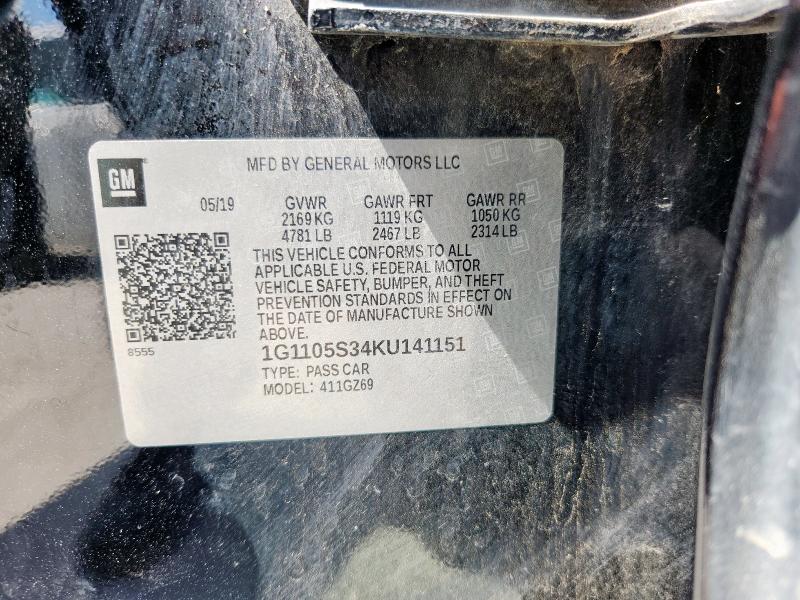 GM
MFD BY GENERAL MOTORS LLC
05/19 GVWR GAWR FRT GAWR RR
2169 KG 1119 KG 1050 KG
4781 LB 2467 LB 2314 LB
THIS VEHICLE CONFORMS TO ALL
APPLICABLE U.S. FEDERAL MOTOR
VEHICLE SAFETY, BUMPER, AND THEFT
PREVENTION STANDARDS IN EFFECT ON
THE DATE OF MANUFACTURE SHOWN
ABOVE.
8555
1G1105S34KU141151
TYPE: PASS CAR
MODEL: 411GZ69